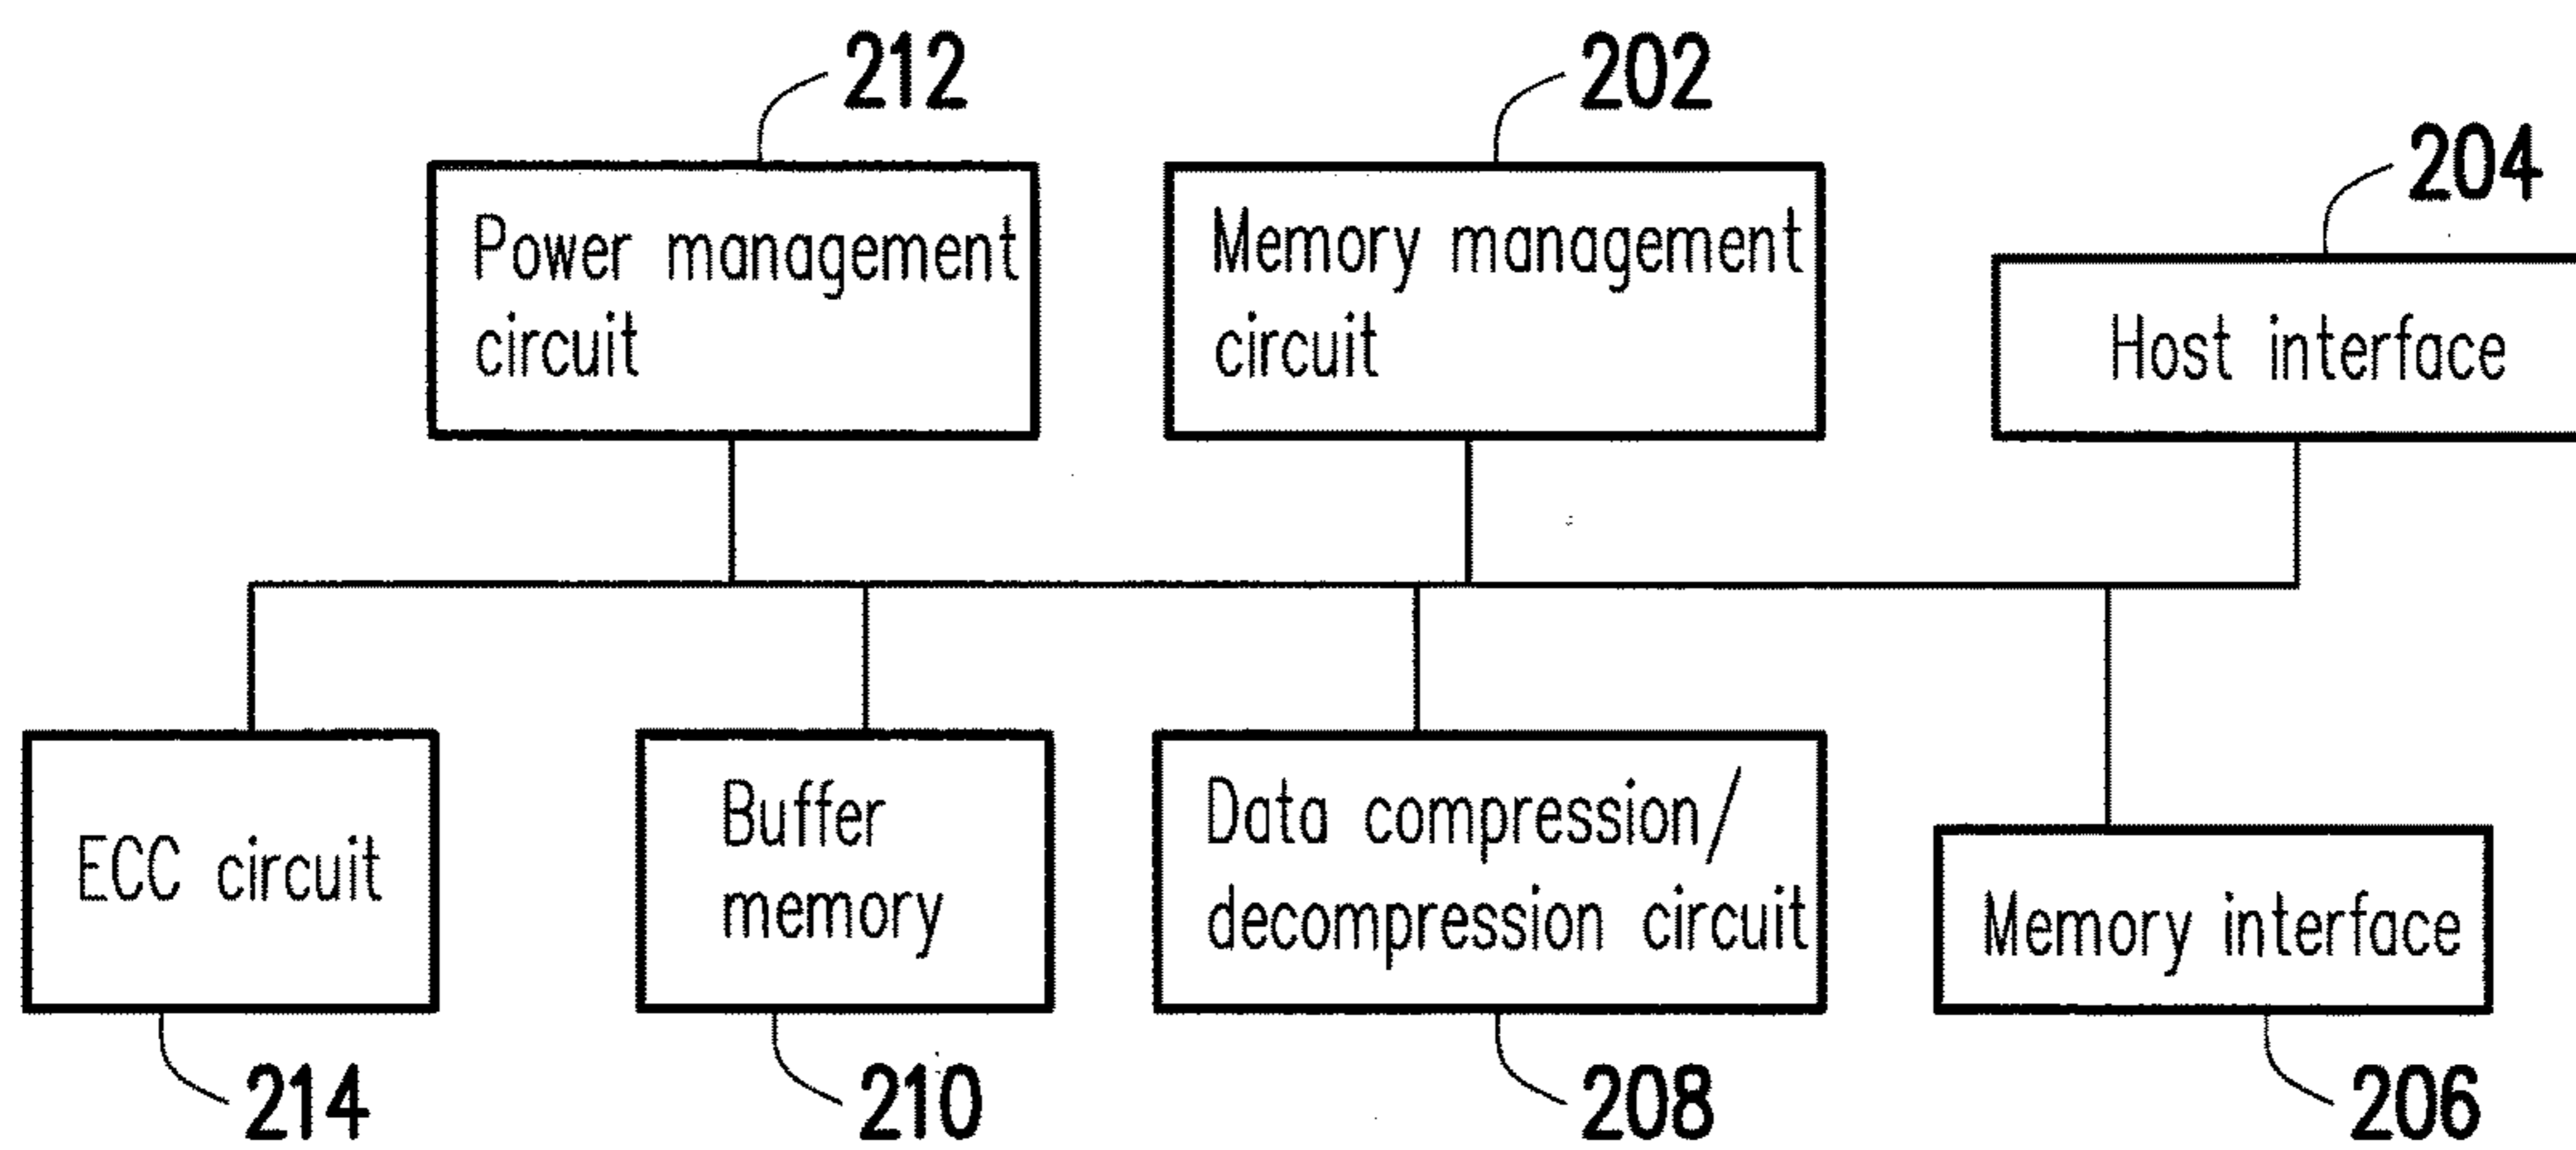 212
202
204
Power management
circuit
Memory management
circuit
Host interface
ECC circuit
Buffer
memory
Data compression/
decompression circuit
Memory interface
214
210
208
206